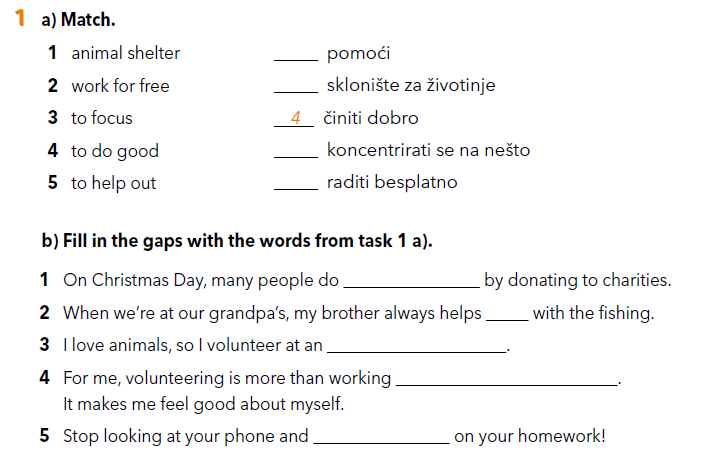 1 a) Match.
1 animal shelter _____ pomoći
2 work for free _____ sklonište za životinje
3 to focus __4__ činiti dobro
4 to do good _____ koncentrirati se na nešto
5 to help out _____ raditi besplatno
b) Fill in the gaps with the words from task 1 a).
1 On Christmas Day, many people do _______________ by donating to charities.
2 When we're at our grandpa's, my brother always helps _____ with the fishing.
3 I love animals, so I volunteer at an ____________________.
4 For me, volunteering is more than working _________________________.
It makes me feel good about myself.
5 Stop looking at your phone and _______________ on your homework!